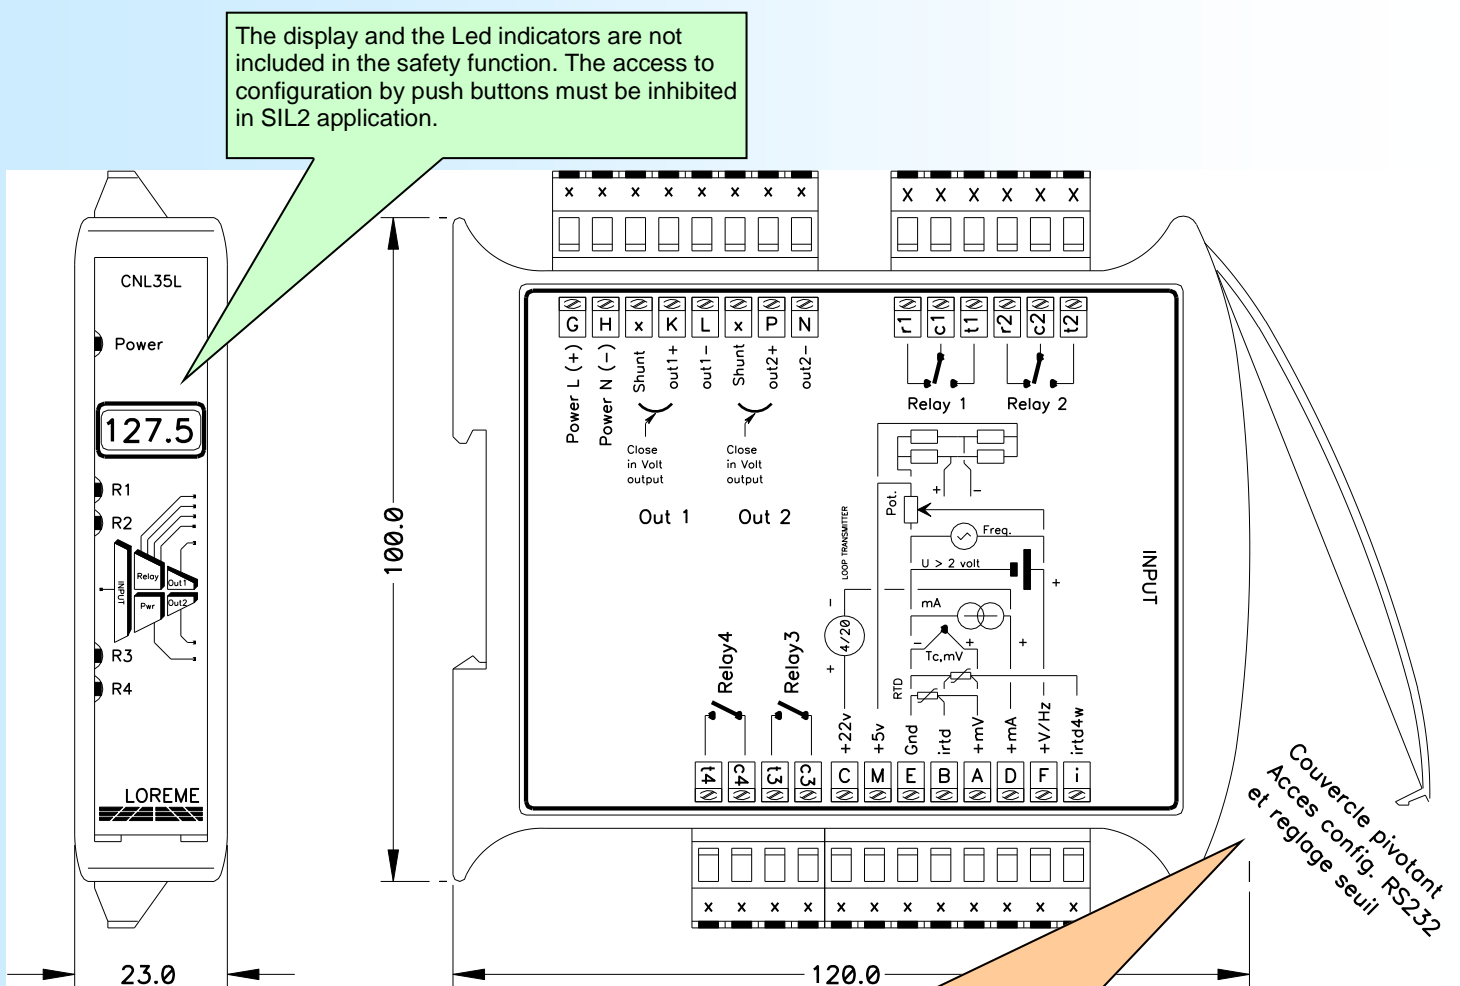 The display and the Led indicators are not
included in the safety function. The access to
configuration by push buttons must be inhibited
in SIL2 application.
x x x x x x x x
X X X X X X
CNL35L
Power
127.5
R1
R2
INPUT
Relay
Out1
Pwr
Out2
R3
R4
LOREME
23.0
100.0
120.0
G H x K L x P N
Power L (+)
Power N (-)
Shunt
out1+
out1-
Shunt
out2+
out2-
Close
in Volt
output
Close
in Volt
output
Out 1
Out 2
r1 c1 t1 r2 c2 t2
Relay 1
Relay 2
+ -
Pot.
Freq.
U > 2 volt
+
mA
- + +
Tc,mV
RTD
LOOP TRANSMITTER
-
4/20
+
INPUT
Relay4
Relay3
+22v
+5v
Gnd
irtd
+mV
+mA
+V/Hz
irtd4w
t4 c4 t3 c3 C M E B A D F i
x x x x x x x x x x x x
Couvercle pivotant
Acces config. RS232
et reglage seuil